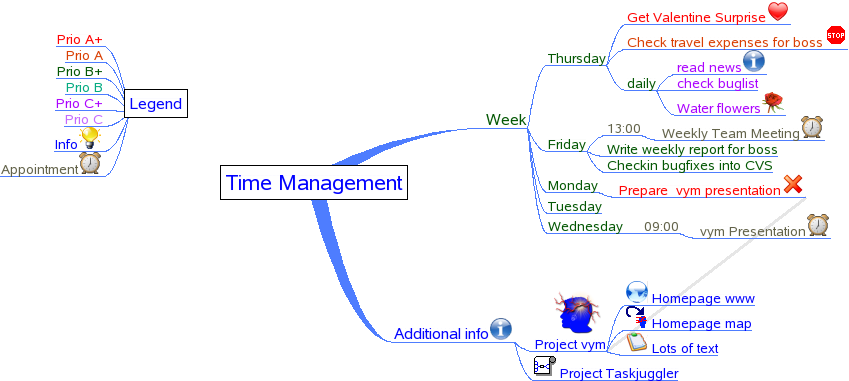 Prio A+
Prio A
Prio B+
Prio B
Prio C+
Prio C
Info
Appointment
Legend
Time Management
Week
Thursday
Get Valentine Surprise
Check travel expenses for boss
STOP
daily
read news
check buglist
Water flowers
Friday
13:00
Weekly Team Meeting
Write weekly report for boss
Checkin bugfixes into CVS
Monday
Prepare vym presentation
Tuesday
Wednesday
09:00
vym Presentation
Additional info
Project vym
Homepage www
Homepage map
Lots of text
Project Taskjuggler